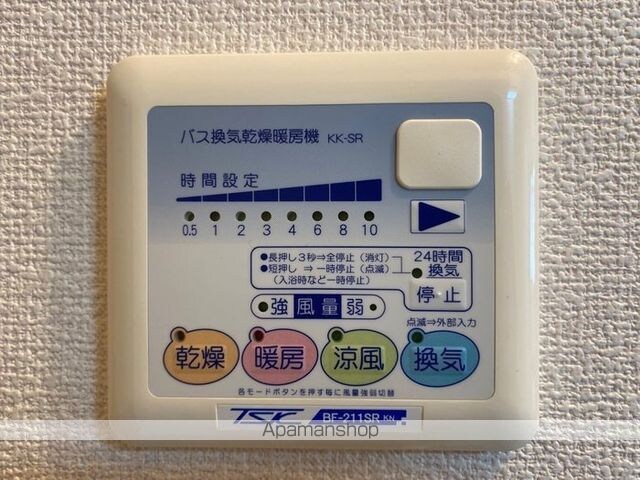 バス換気乾燥暖房機 KK-SR
時間設定
0.5 1 2 3 4 6 8 10
●長押し3秒⇒全停止（消灯）
●短押し ⇒ 一時停止（点滅）
（入浴時など一時停止）
24時間
換気
停止
強 風量 弱
点滅⇒外部入力
乾燥 暖房 涼風 換気
各モードボタンを押す毎に風量強弱切替
TSK BF-211SR KN
Apamanshop